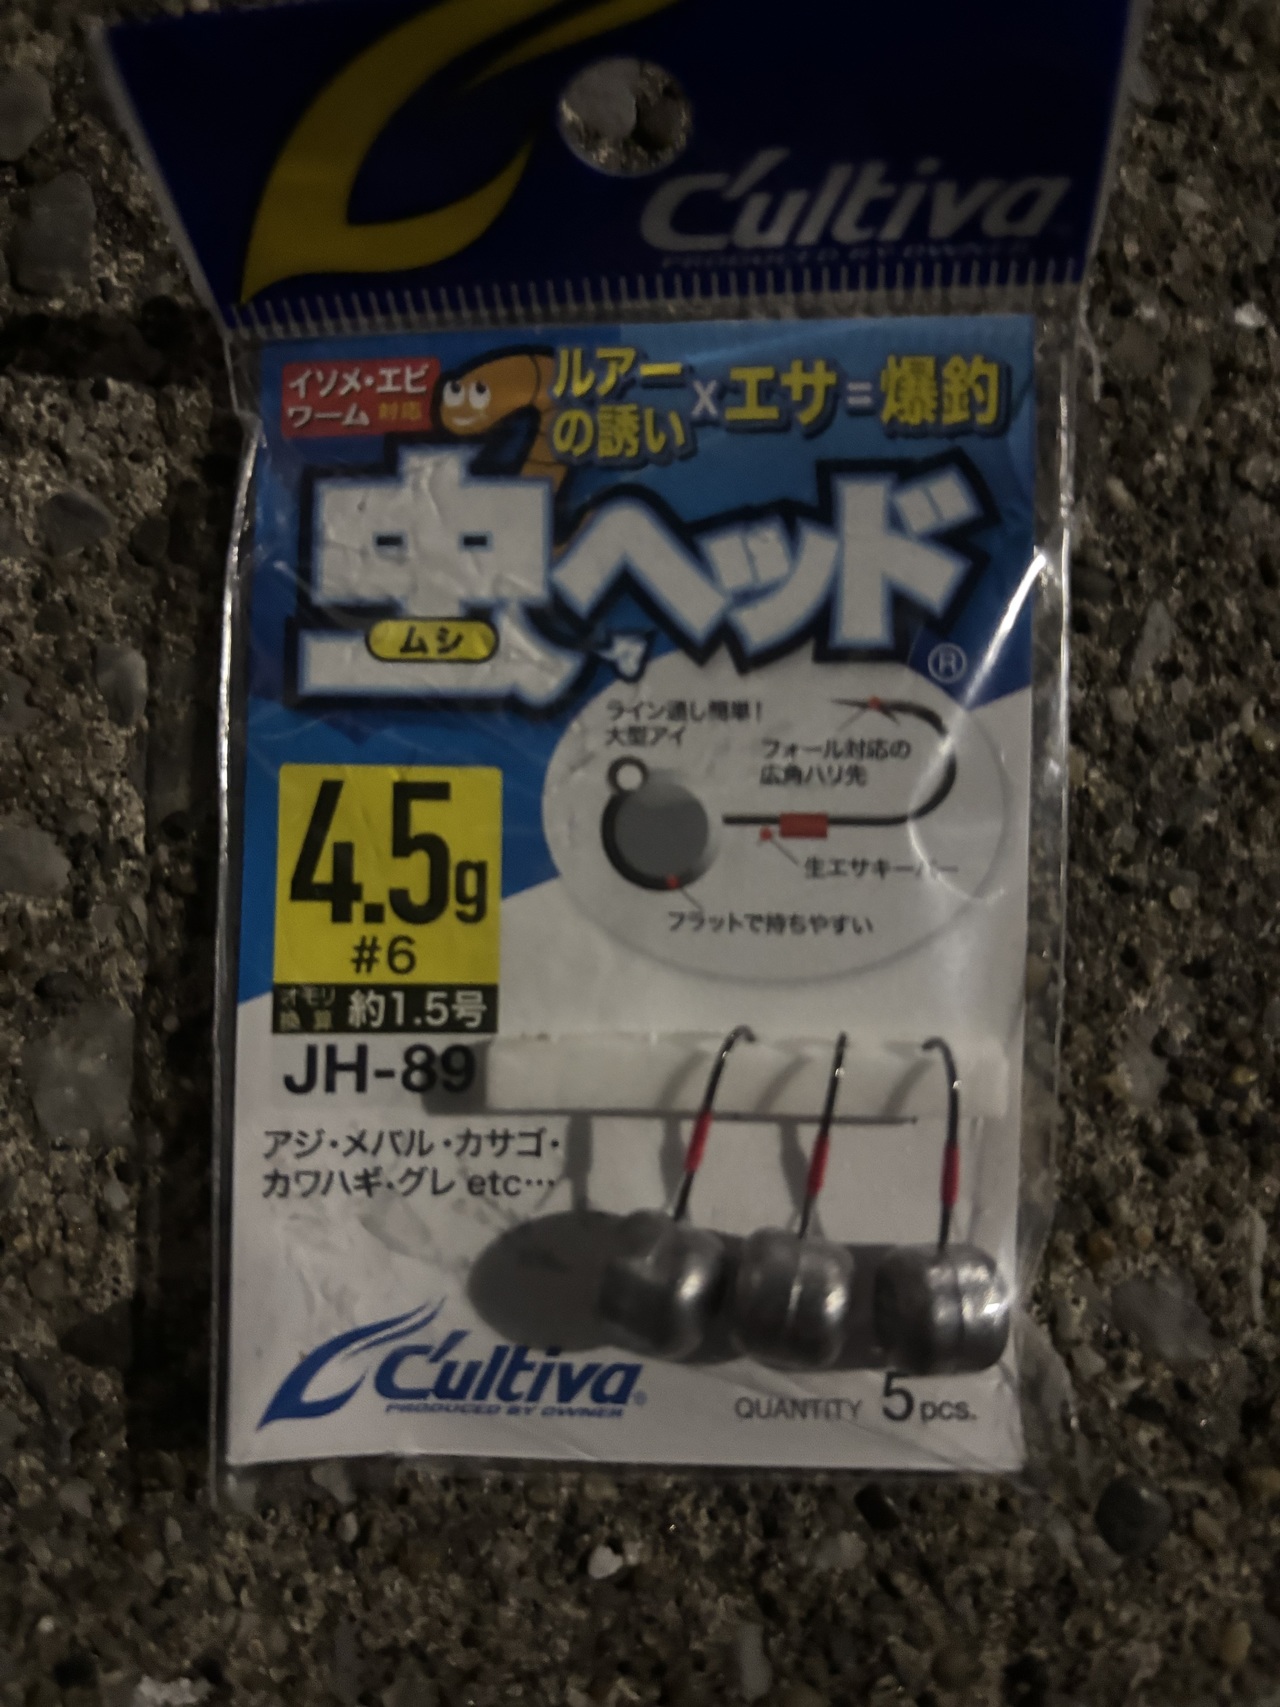 C'ultiva
PRODUCED BY OWNER
イソメ・エビ
ワーム 対応
ルアー
の誘い×エサ=爆釣
虫ヘッド®
ムシ
ライン通し簡単!
大型アイ
フォール対応の
広角ハリ先
生エサキーパー
フラットで持ちやすい
4.5g
#6
オモリ
換算 約1.5号
JH-89
アジ・メバル・カサゴ・
カワハギ・グレ etc…
C'ultiva®
PRODUCED BY OWNER
QUANTITY 5pcs.